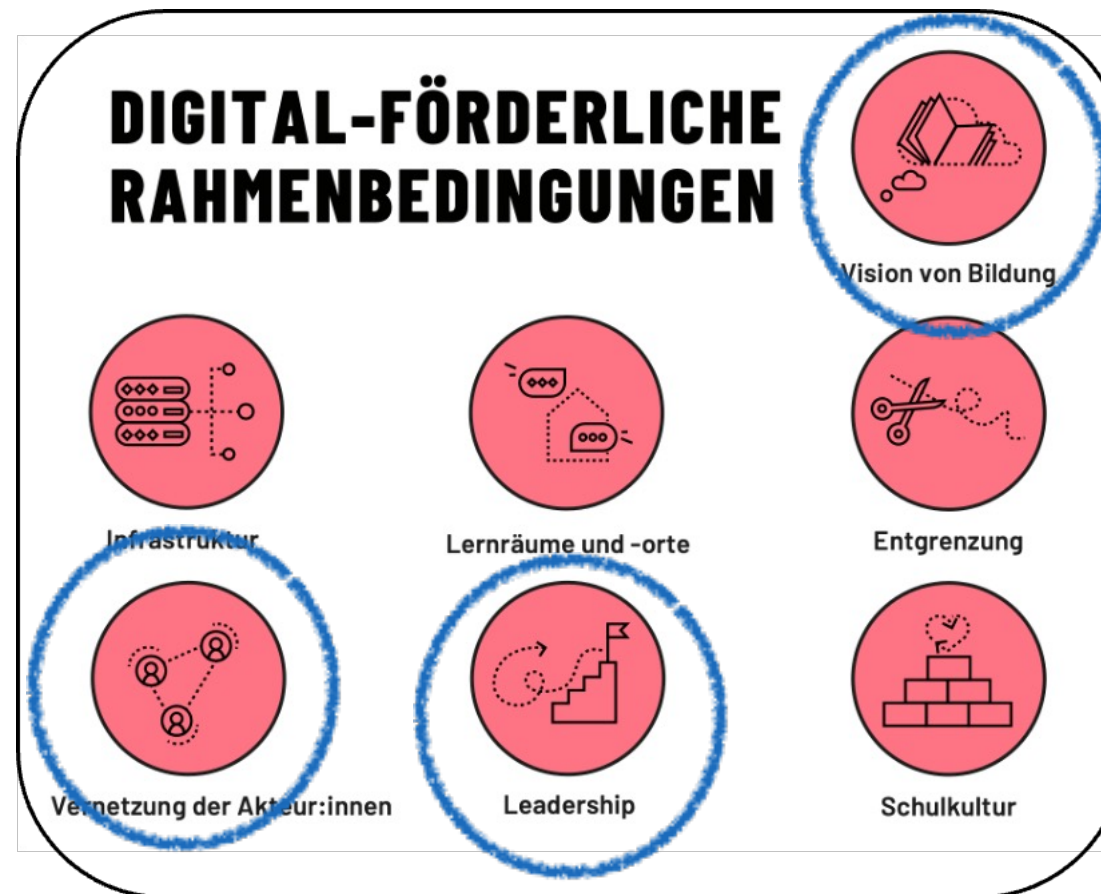 DIGITAL-FÖRDERLICHE
RAHMENBEDINGUNGEN
Vision von Bildung
Infrastruktur
Lernräume und -orte
Entgrenzung
Vernetzung der Akteur:innen
Leadership
Schulkultur